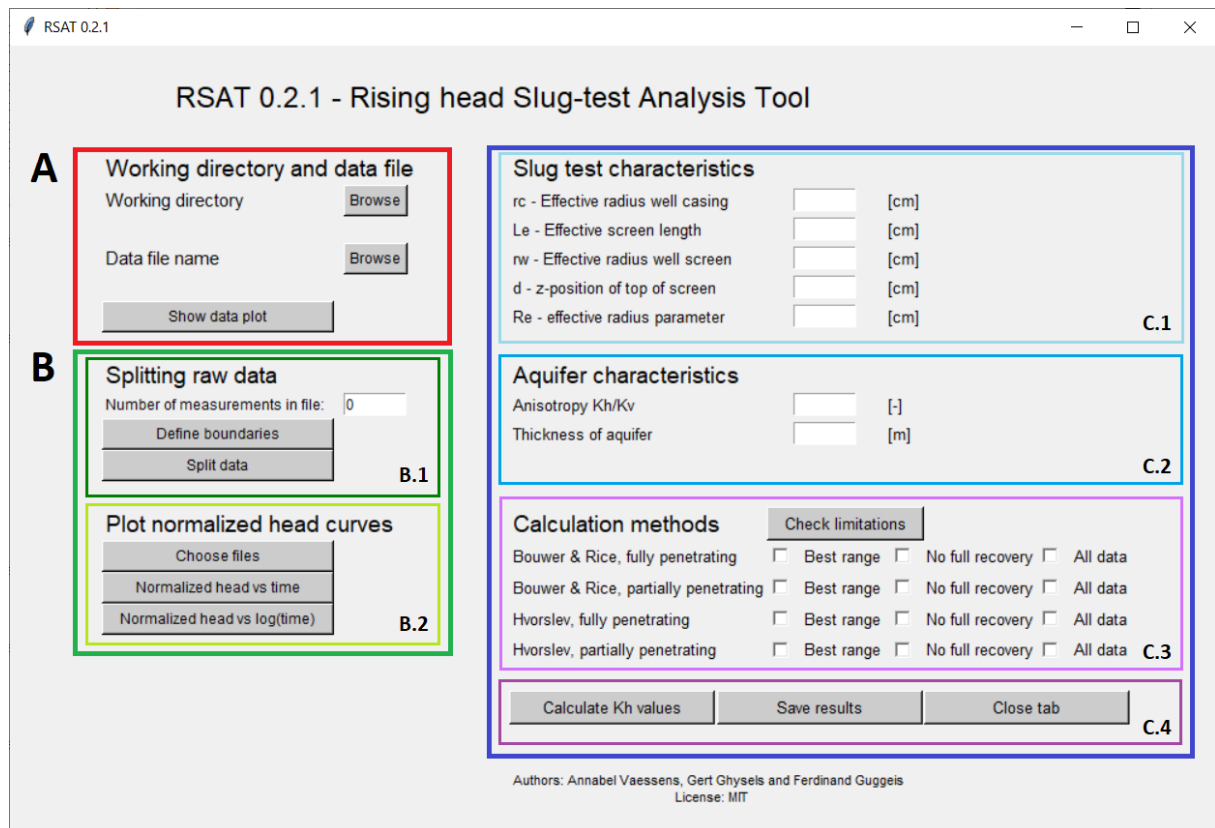 RSAT 0.2.1
RSAT 0.2.1 - Rising head Slug-test Analysis Tool
A
Working directory and data file
Working directory Browse
Data file name Browse
Show data plot
B
Splitting raw data
Number of measurements in file: 0
Define boundaries
Split data
B.1
Plot normalized head curves
Choose files
Normalized head vs time
Normalized head vs log(time)
B.2
Slug test characteristics
rc - Effective radius well casing [cm]
Le - Effective screen length [cm]
rw - Effective radius well screen [cm]
d - z-position of top of screen [cm]
Re - effective radius parameter [cm]
C.1
Aquifer characteristics
Anisotropy Kh/Kv [-]
Thickness of aquifer [m]
C.2
Calculation methods Check limitations
Bouwer & Rice, fully penetrating Best range No full recovery All data
Bouwer & Rice, partially penetrating Best range No full recovery All data
Hvorslev, fully penetrating Best range No full recovery All data
Hvorslev, partially penetrating Best range No full recovery All data
C.3
Calculate Kh values Save results Close tab
C.4
Authors: Annabel Vaessens, Gert Ghysels and Ferdinand Guggeis
License: MIT